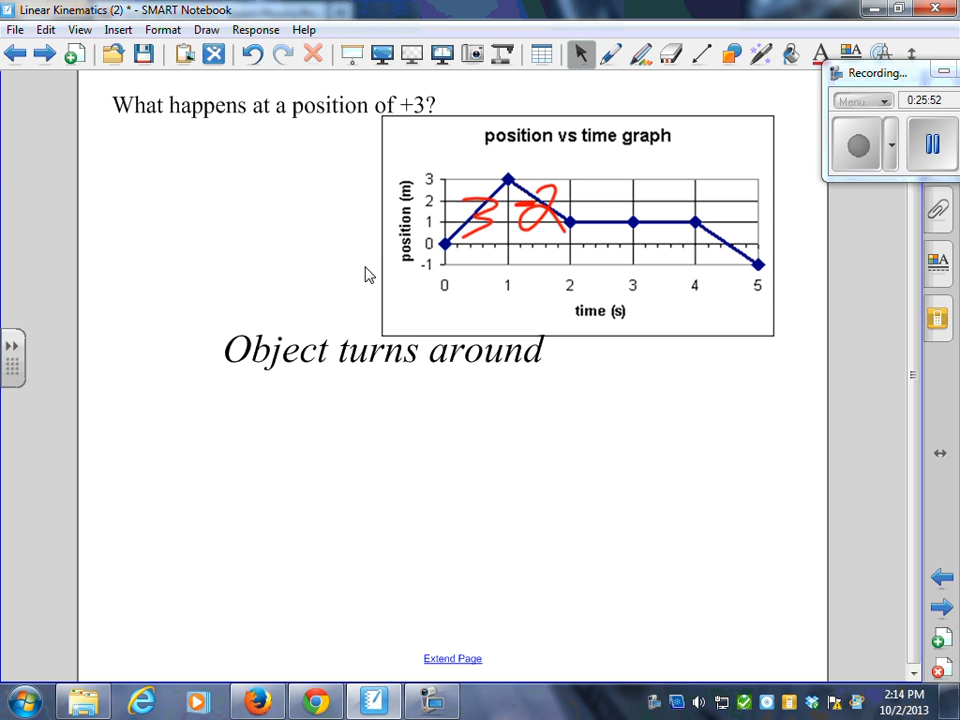 Linear Kinematics (2) * - SMART Notebook
File Edit View Insert Format Draw Response Help
Recording...
Menu
0:25:52
What happens at a position of +3?
position vs time graph
position (m)
3
2
1
0
-1
3 -2
0 1 2 3 4 5
time (s)
Object turns around
Extend Page
2:14 PM
10/2/2013